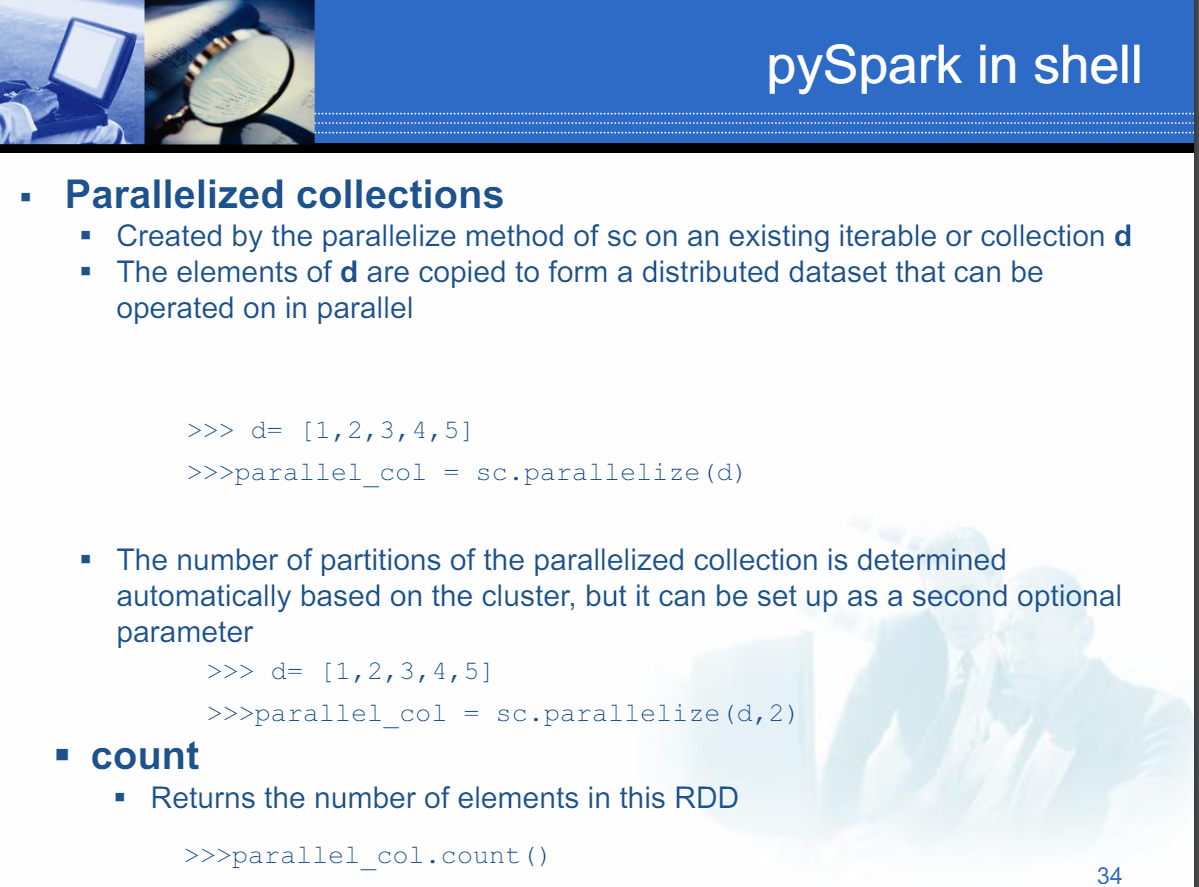 pySpark in shell
▪ Parallelized collections
▪ Created by the parallelize method of sc on an existing iterable or collection d
▪ The elements of d are copied to form a distributed dataset that can be
operated on in parallel
>>> d= [1,2,3,4,5]
>>>parallel_col = sc.parallelize(d)
▪ The number of partitions of the parallelized collection is determined
automatically based on the cluster, but it can be set up as a second optional
parameter
>>> d= [1,2,3,4,5]
>>>parallel_col = sc.parallelize(d,2)
▪ count
▪ Returns the number of elements in this RDD
>>>parallel_col.count()
34